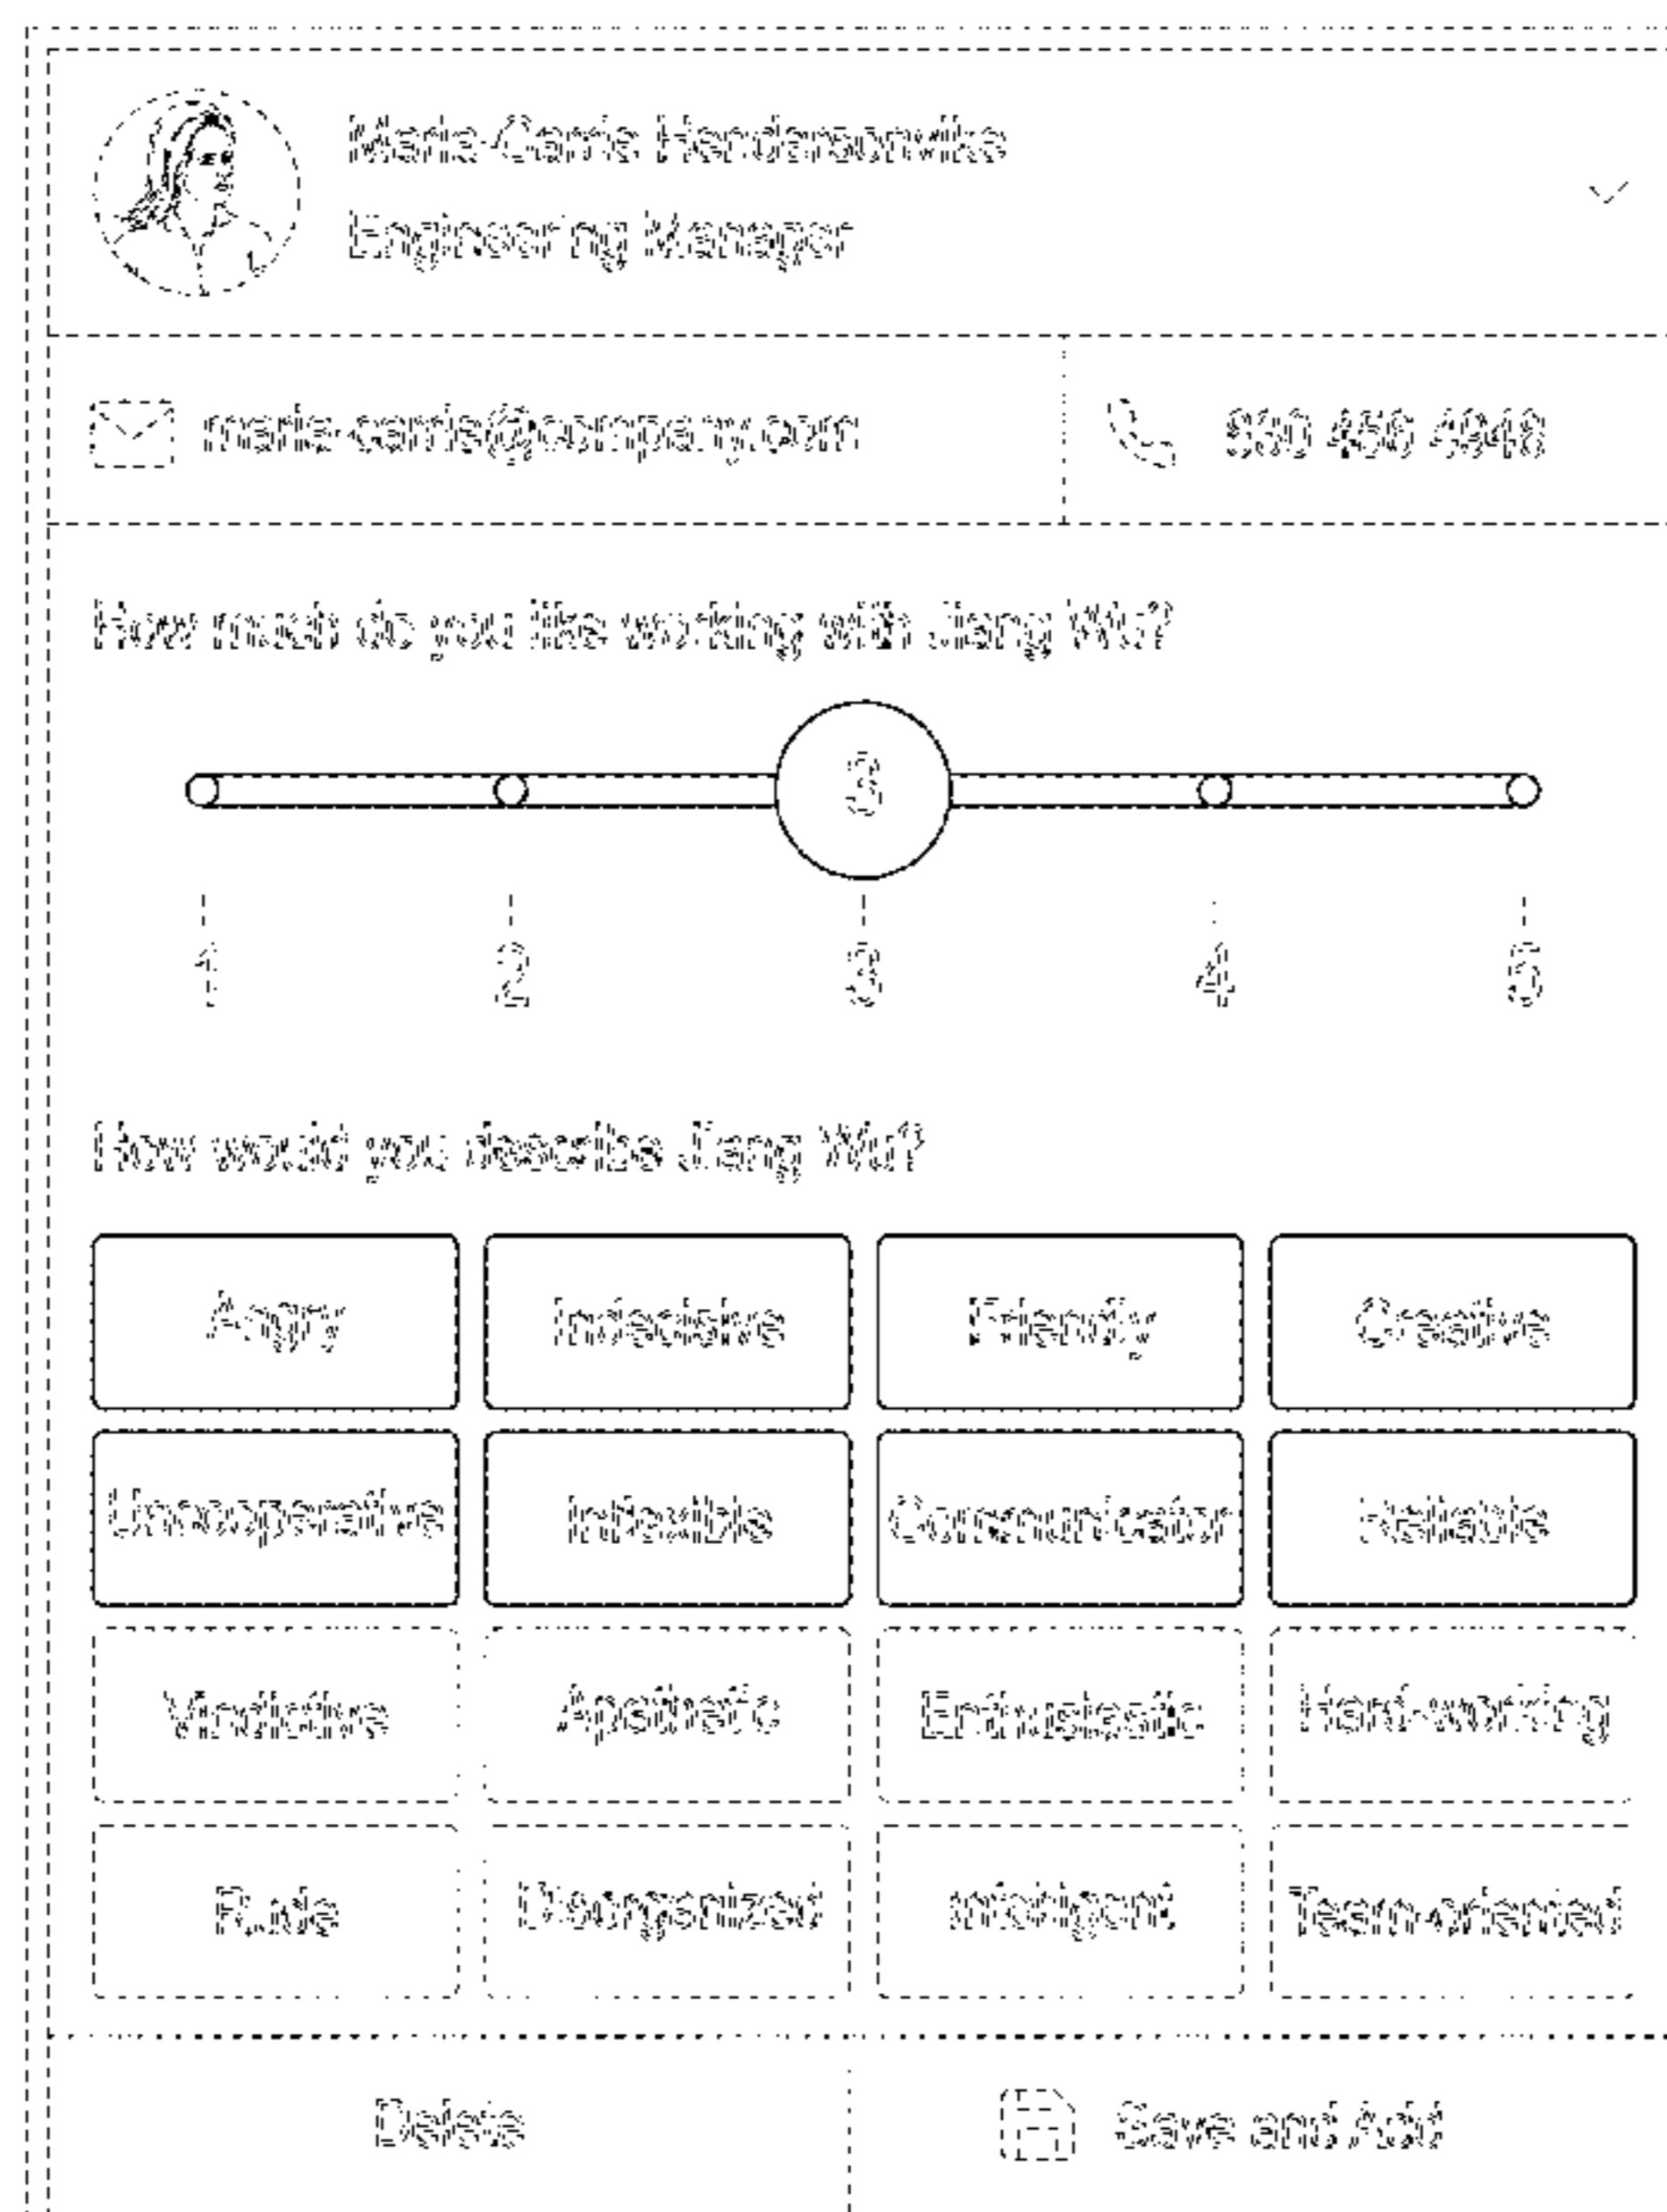 Marie-Carrie Hendersonwike
Engineering Manager
marie-carrie@company.com
How much do you like working with Jiang Wu?
3
1 2 3 4 5
How would you describe Jiang Wu?
Angry Indecisive Friendly Creative
Uncooperative Inflexible Communicator Reliable
Vindictive Apathetic Enthusiastic Hard-working
Rude Disorganized Intelligent Team-oriented
Delete Save and Add